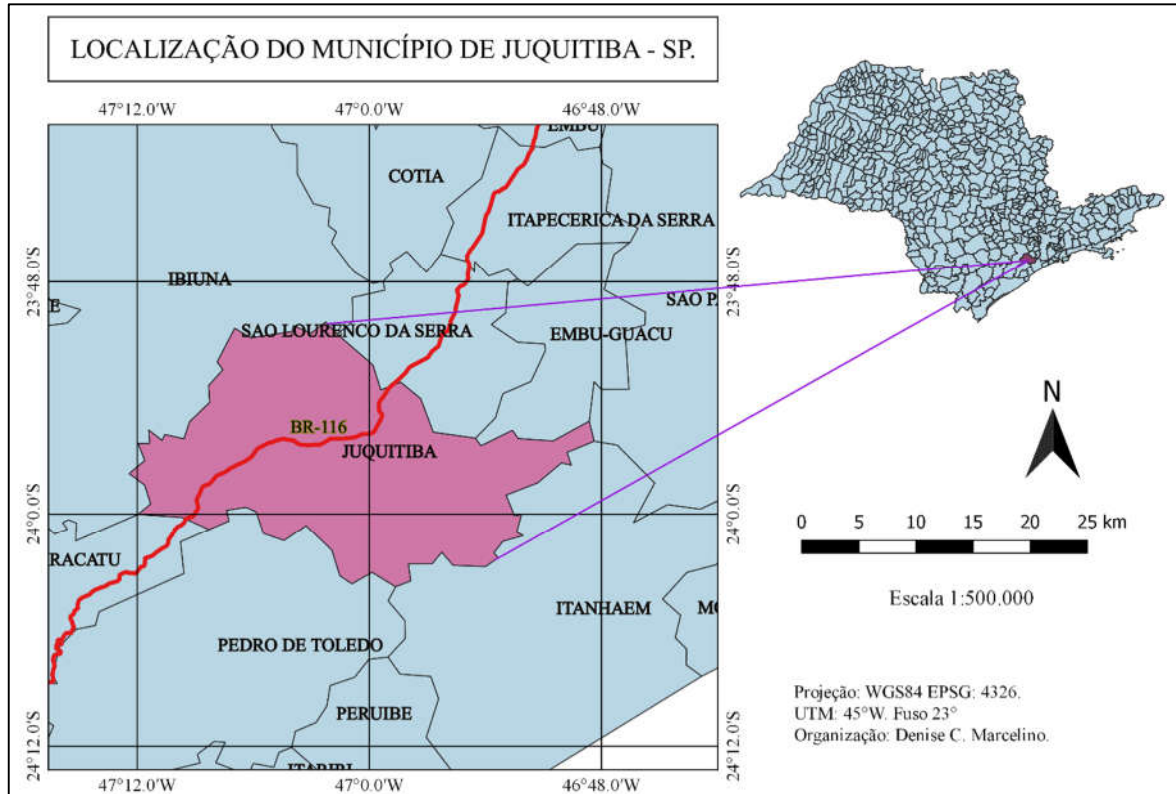 LOCALIZAÇÃO DO MUNICÍPIO DE JUQUITIBA - SP.
47°12.0'W
47°0.0'W
46°48.0'W
EMBU
COTIA
ITAPECERICA DA SERRA
IBIUNA
23°48.0'S
23°48.0'S
E
SAO PA
SAO LOURENCO DA SERRA
EMBU-GUACU
BR-116
JUQUITIBA
24°0.0'S
24°0.0'S
RACATU
ITANHAEM
MO
PEDRO DE TOLEDO
PERUIBE
24°12.0'S
24°12.0'S
ITARIRI
47°12.0'W
47°0.0'W
46°48.0'W
N
0 5 10 15 20 25 km
Escala 1:500.000
Projeção: WGS84 EPSG: 4326.
UTM: 45°W. Fuso 23°
Organização: Denise C. Marcelino.